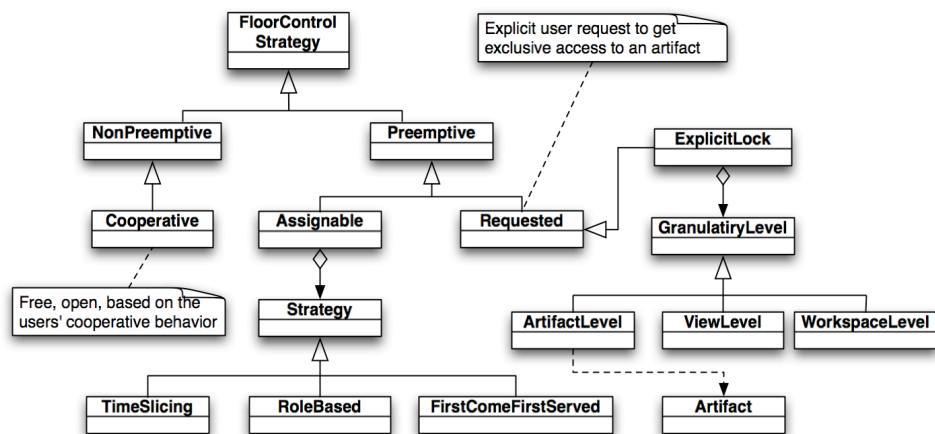 FloorControl
Strategy
Explicit user request to get
exclusive access to an artifact
NonPreemptive
Preemptive
ExplicitLock
Cooperative
Assignable
Requested
GranulatiryLevel
Free, open, based on the
users' cooperative behavior
Strategy
ArtifactLevel
ViewLevel
WorkspaceLevel
TimeSlicing
RoleBased
FirstComeFirstServed
Artifact